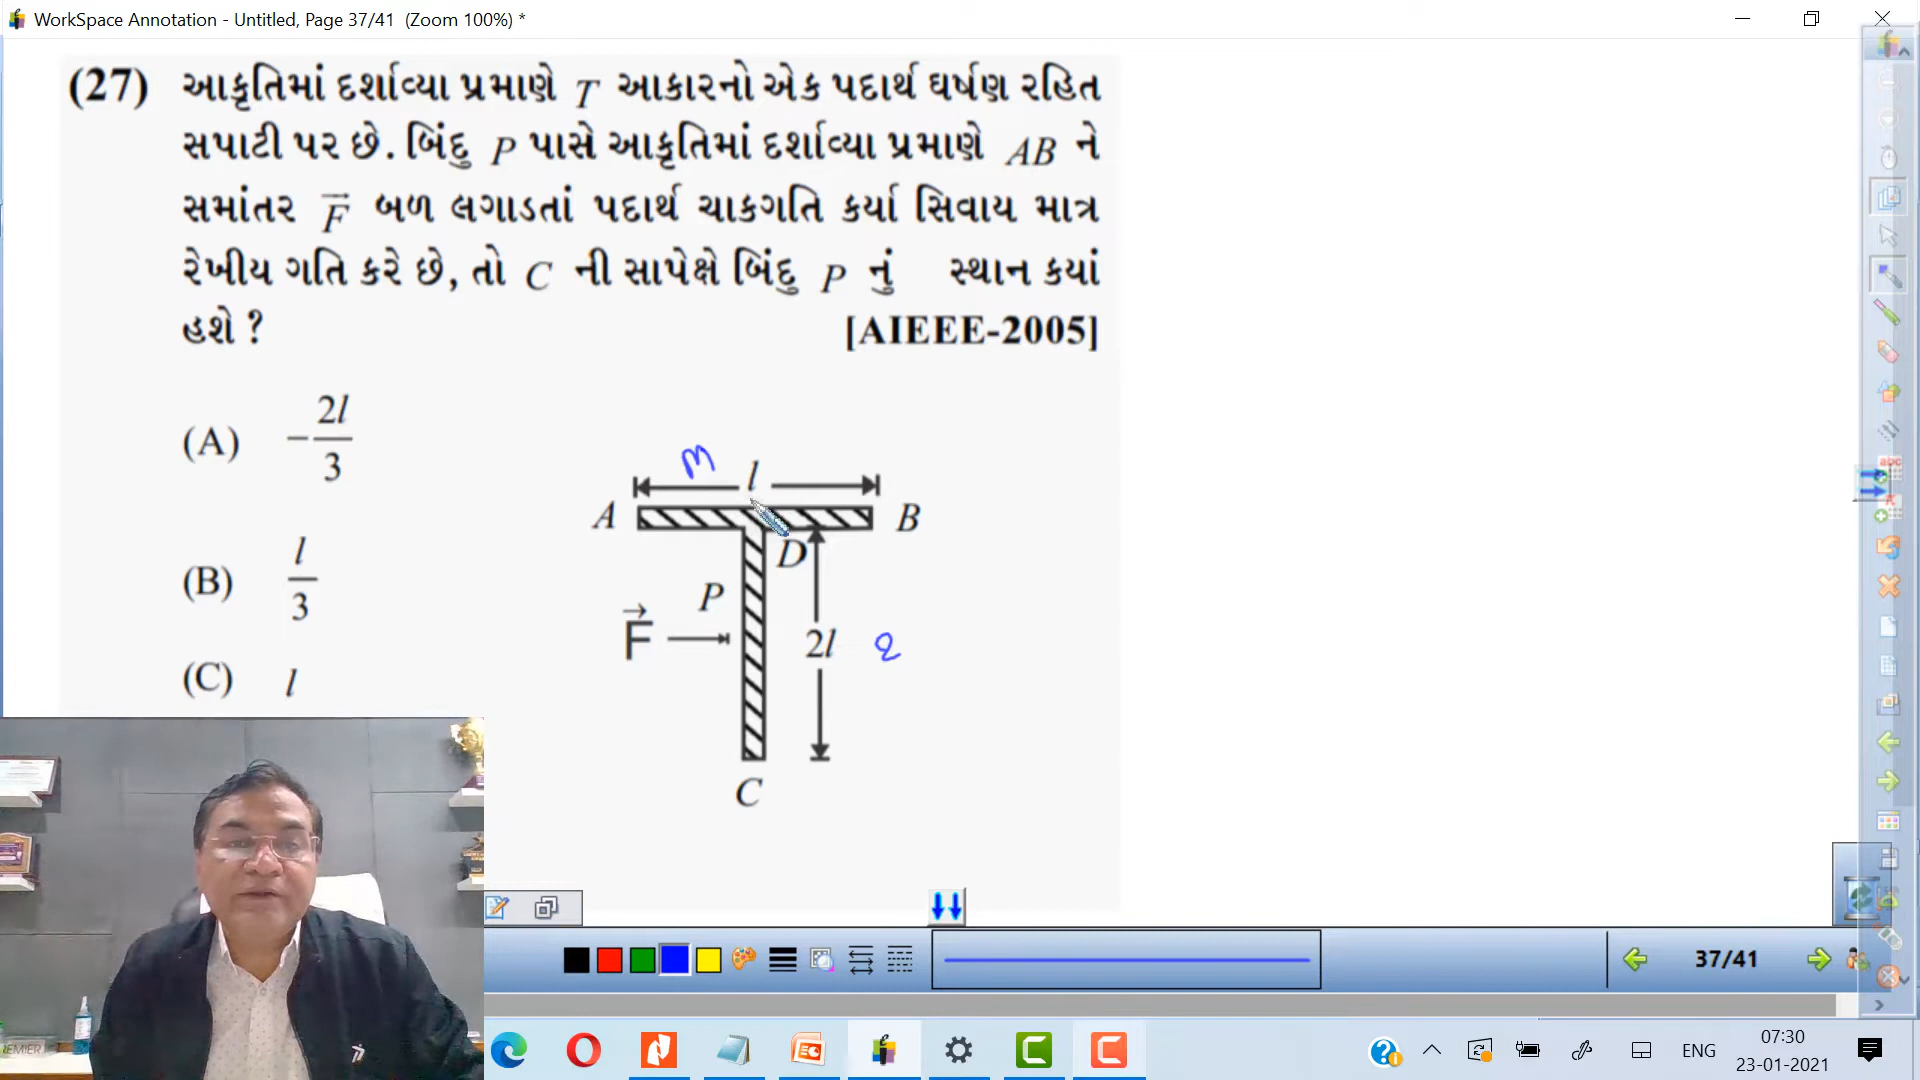 WorkSpace Annotation - Untitled, Page 37/41 (Zoom 100%) *
(27) આકૃતિમાં દર્શાવ્યા પ્રમાણે T આકારનો એક પદાર્થ ઘર્ષણ રહિત
સપાટી પર છે. બિંદુ P પાસે આકૃતિમાં દર્શાવ્યા પ્રમાણે AB ને
સમાંતર F બળ લગાડતાં પદાર્થ ચાકગતિ કર્યા સિવાય માત્ર
રેખીય ગતિ કરે છે, તો C ની સાપેક્ષે બિંદુ P નું સ્થાન કયાં
હશે ? [AIEEE-2005]
(A) -2l/3
(B) l/3
(C) l
m
l
A B
D
P
F
2l 2
C
37/41
ENG
07:30
23-01-2021